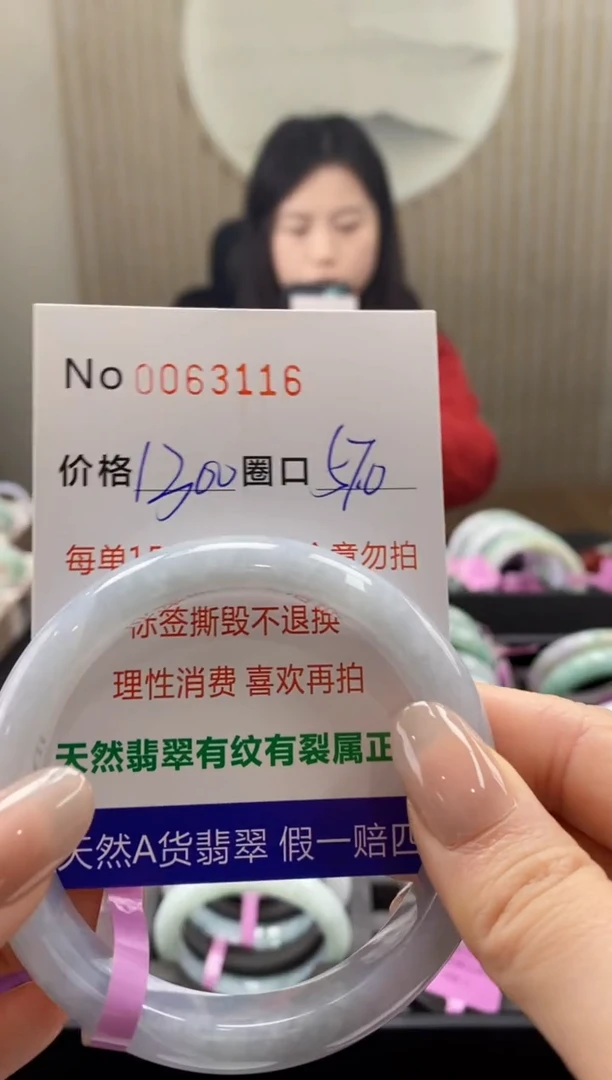 No 0063116
价格 1200 圈口 57.0
每单1 意勿拍
标签撕毁不退换
理性消费 喜欢再拍
天然翡翠有纹有裂属正
天然A货翡翠 假一赔四